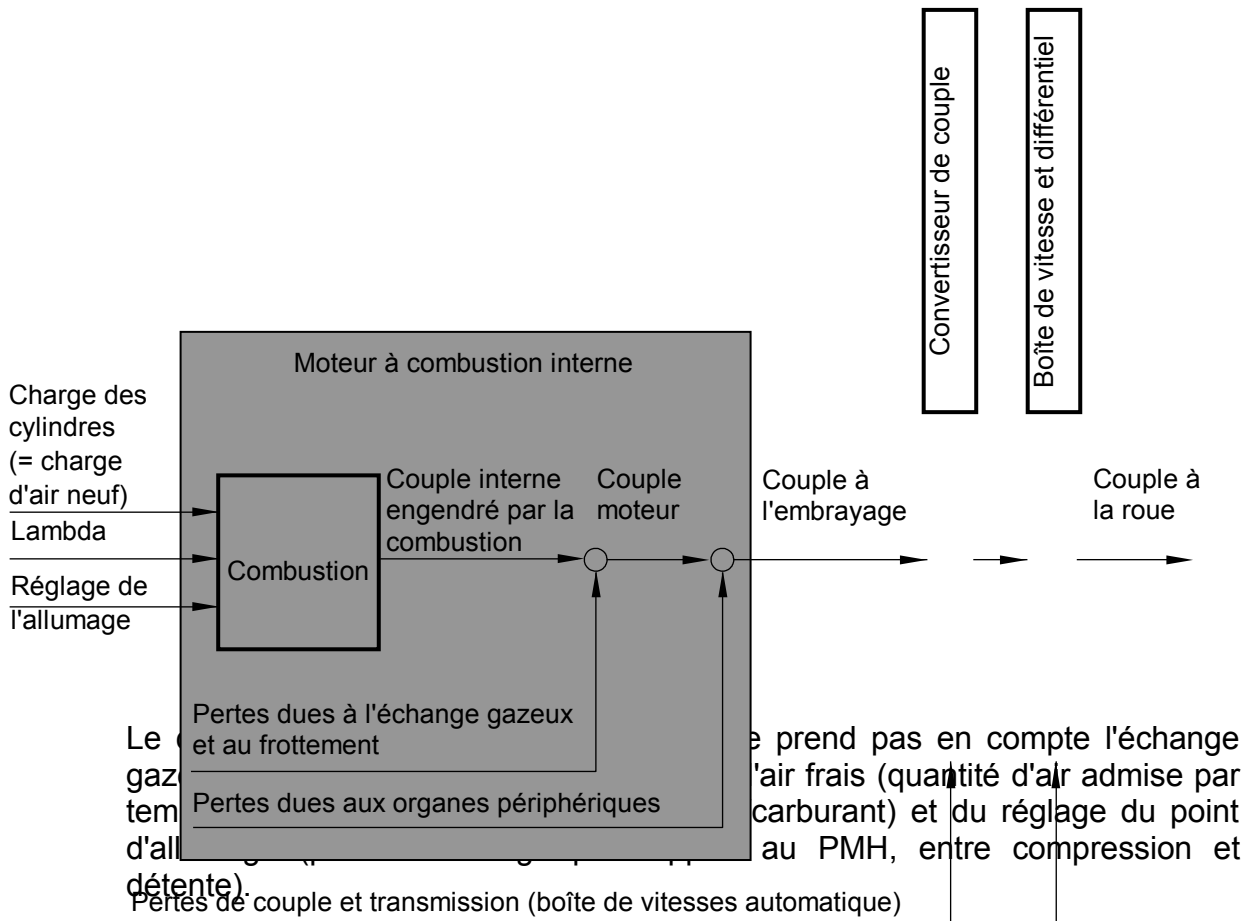 Convertisseur de couple
Boîte de vitesse et différentiel
Moteur à combustion interne
Charge des
cylindres
(= charge
d'air neuf)
Lambda
Réglage de
l'allumage
Combustion
Couple interne
engendré par la
combustion
Couple
moteur
Couple à
l'embrayage
Couple à
la roue
Pertes dues à l'échange gazeux
et au frottement
Pertes dues aux organes périphériques
Le
prend pas en compte l'échange
d'air frais (quantité d'air admise par
carburant) et du réglage du point
au PMH, entre compression et
détente).
Pertes de couple et transmission (boîte de vitesses automatique)